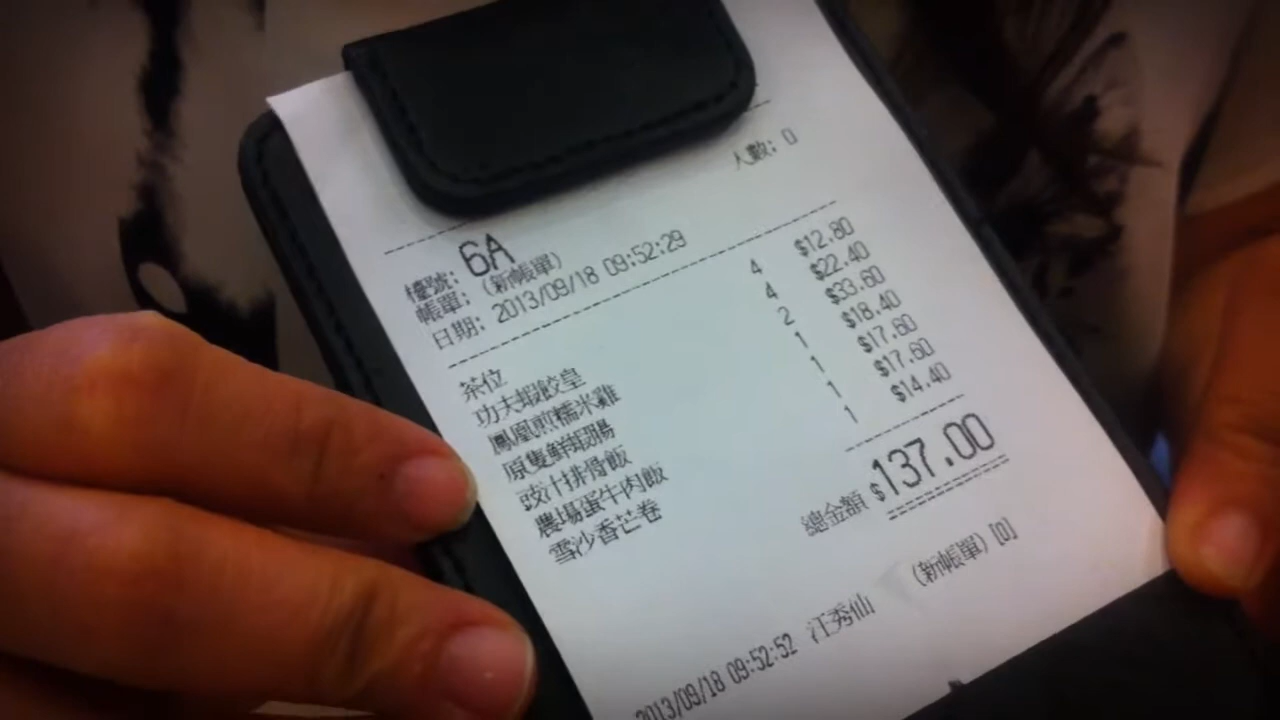 人數: 0
檯號: 6A
帳單: (新帳單)
日期: 2013/09/18 09:52:29
茶位 4 $12.80
功夫蝦餃皇 4 $22.40
鳳凰煎糯米雞 2 $33.60
原隻鮮蝦腸 1 $18.40
豉汁排骨飯 1 $17.60
農場蛋牛肉飯 1 $17.60
雪沙香芒卷 1 $14.40
總金額 $137.00
(新帳單) [0]
2013/09/18 09:52:52 汪秀仙